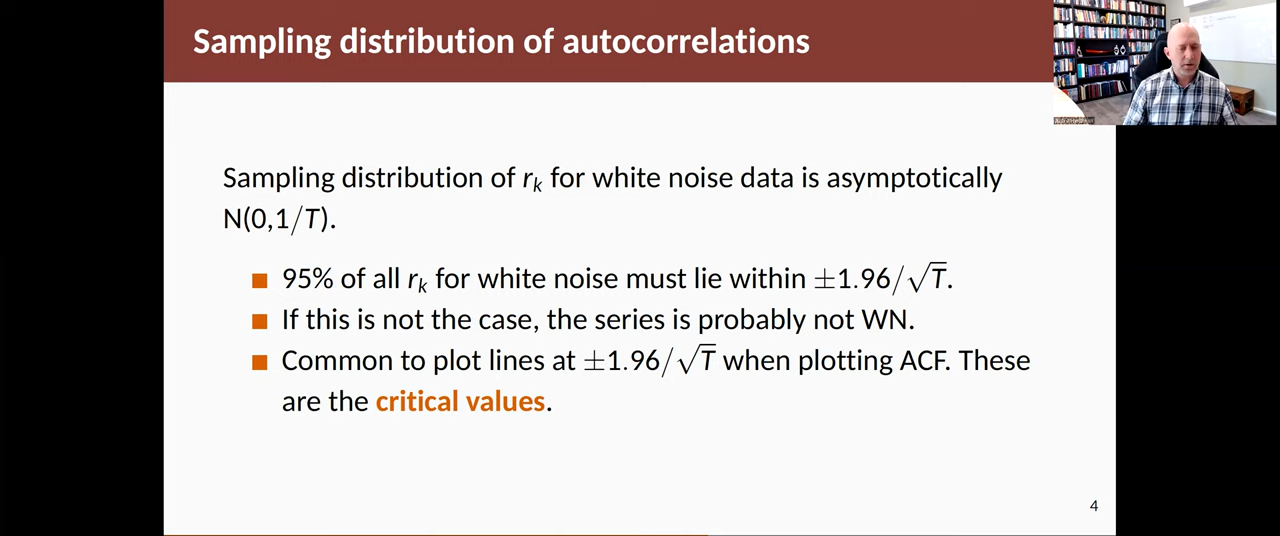 Sampling distribution of autocorrelations
Sampling distribution of rₖ for white noise data is asymptotically
N(0,1/T).
■ 95% of all rₖ for white noise must lie within ±1.96/√T.
■ If this is not the case, the series is probably not WN.
■ Common to plot lines at ±1.96/√T when plotting ACF. These
are the critical values.
4